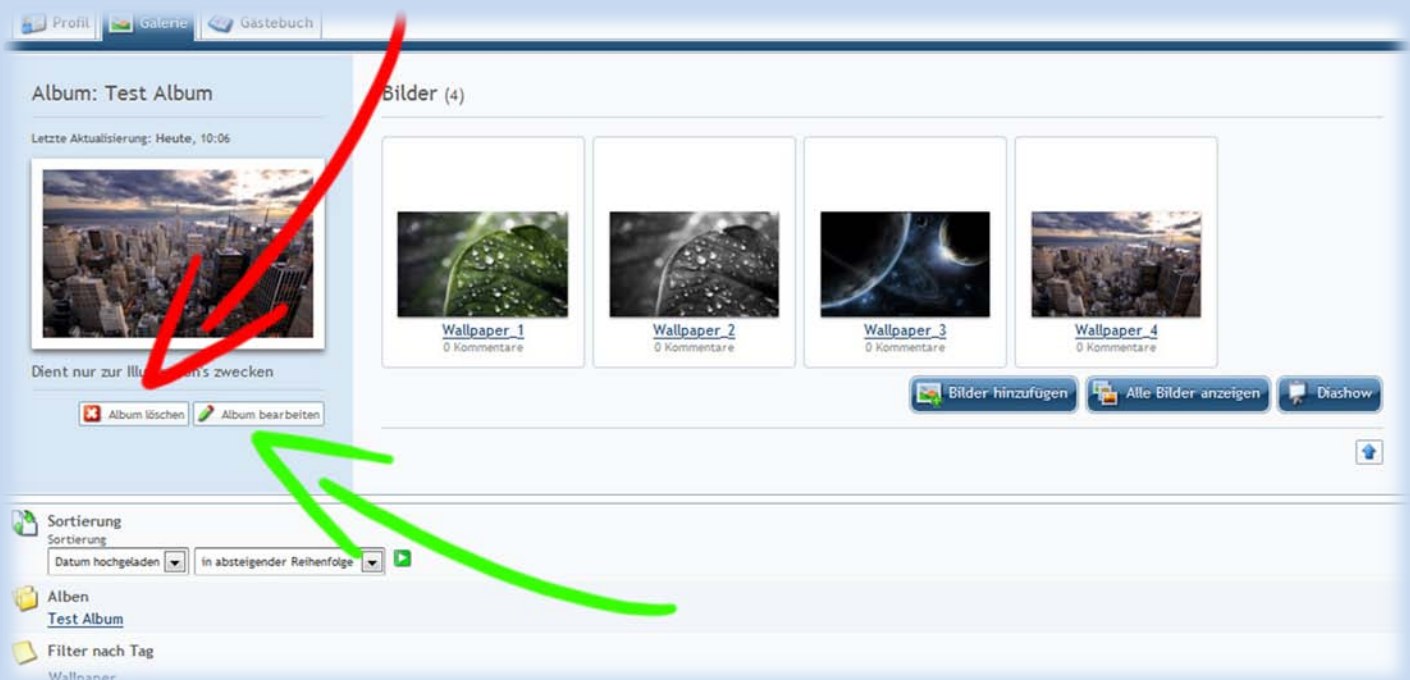 Profil Galerie Gästebuch
Album: Test Album
Letzte Aktualisierung: Heute, 10:06
Dient nur zur zwecken
Album löschen Album bearbeiten
Bilder (4)
Wallpaper_1 Wallpaper_2 Wallpaper_3 Wallpaper_4
0 Kommentare 0 Kommentare 0 Kommentare 0 Kommentare
Bilder hinzufügen Alle Bilder anzeigen Diashow
Sortierung
Sortierung
Datum hochgeladen in absteigender Reihenfolge
Alben
Test Album
Filter nach Tag
Wallpaper